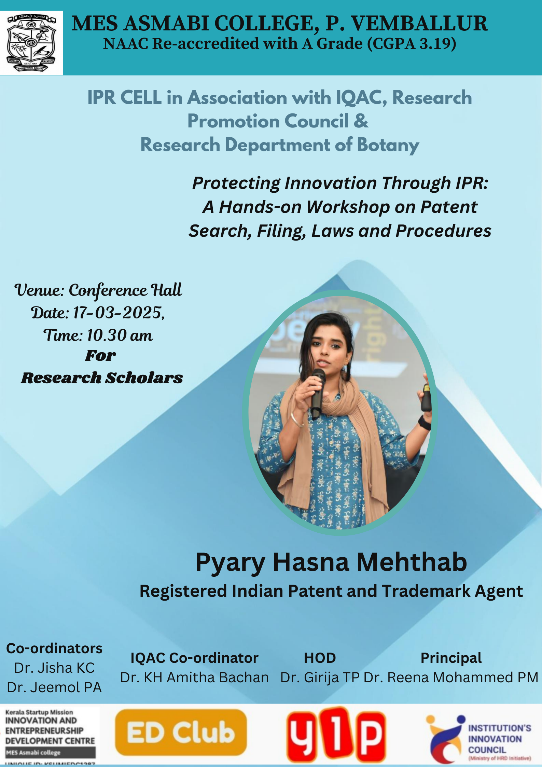 MES ASMABI COLLEGE, P. VEMBALLUR
NAAC Re-accredited with A Grade (CGPA 3.19)
IPR CELL in Association with IQAC, Research
Promotion Council &
Research Department of Botany
Protecting Innovation Through IPR:
A Hands-on Workshop on Patent
Search, Filing, Laws and Procedures
Venue: Conference Hall
Date: 17-03-2025,
Time: 10.30 am
For
Research Scholars
Pyary Hasna Mehthab
Registered Indian Patent and Trademark Agent
Co-ordinators
Dr. Jisha KC
Dr. Jeemol PA
IQAC Co-ordinator
Dr. KH Amitha Bachan
HOD
Dr. Girija TP
Principal
Dr. Reena Mohammed PM
Kerala Startup Mission
INNOVATION AND
ENTREPRENEURSHIP
DEVELOPMENT CENTRE
MES Asmabi college
ED Club
yip
INSTITUTION'S
INNOVATION
COUNCIL
(Ministry of HRD Initiative)